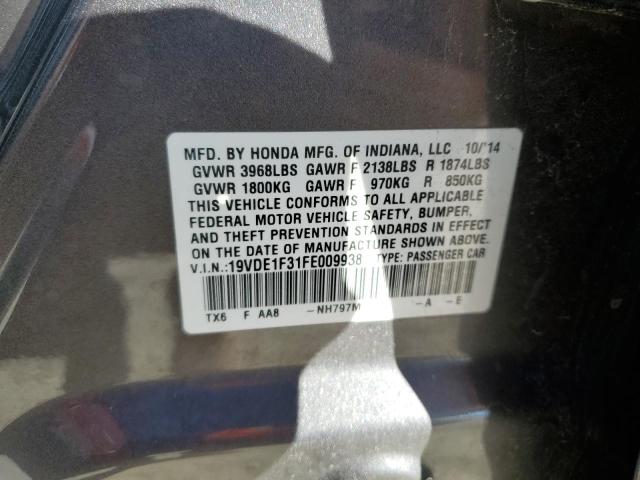 MFD. BY HONDA MFG. OF INDIANA, LLC 10/'14
GVWR 3968LBS GAWR F 2138LBS R 1874LBS
GVWR 1800KG GAWR F 970KG R 850KG
THIS VEHICLE CONFORMS TO ALL APPLICABLE
FEDERAL MOTOR VEHICLE SAFETY, BUMPER,
AND THEFT PREVENTION STANDARDS IN EFFECT
ON THE DATE OF MANUFACTURE SHOWN ABOVE.
V.I.N.:19VDE1F31FE009938 TYPE: PASSENGER CAR
TX6 F AA8 -NH797M -A -E